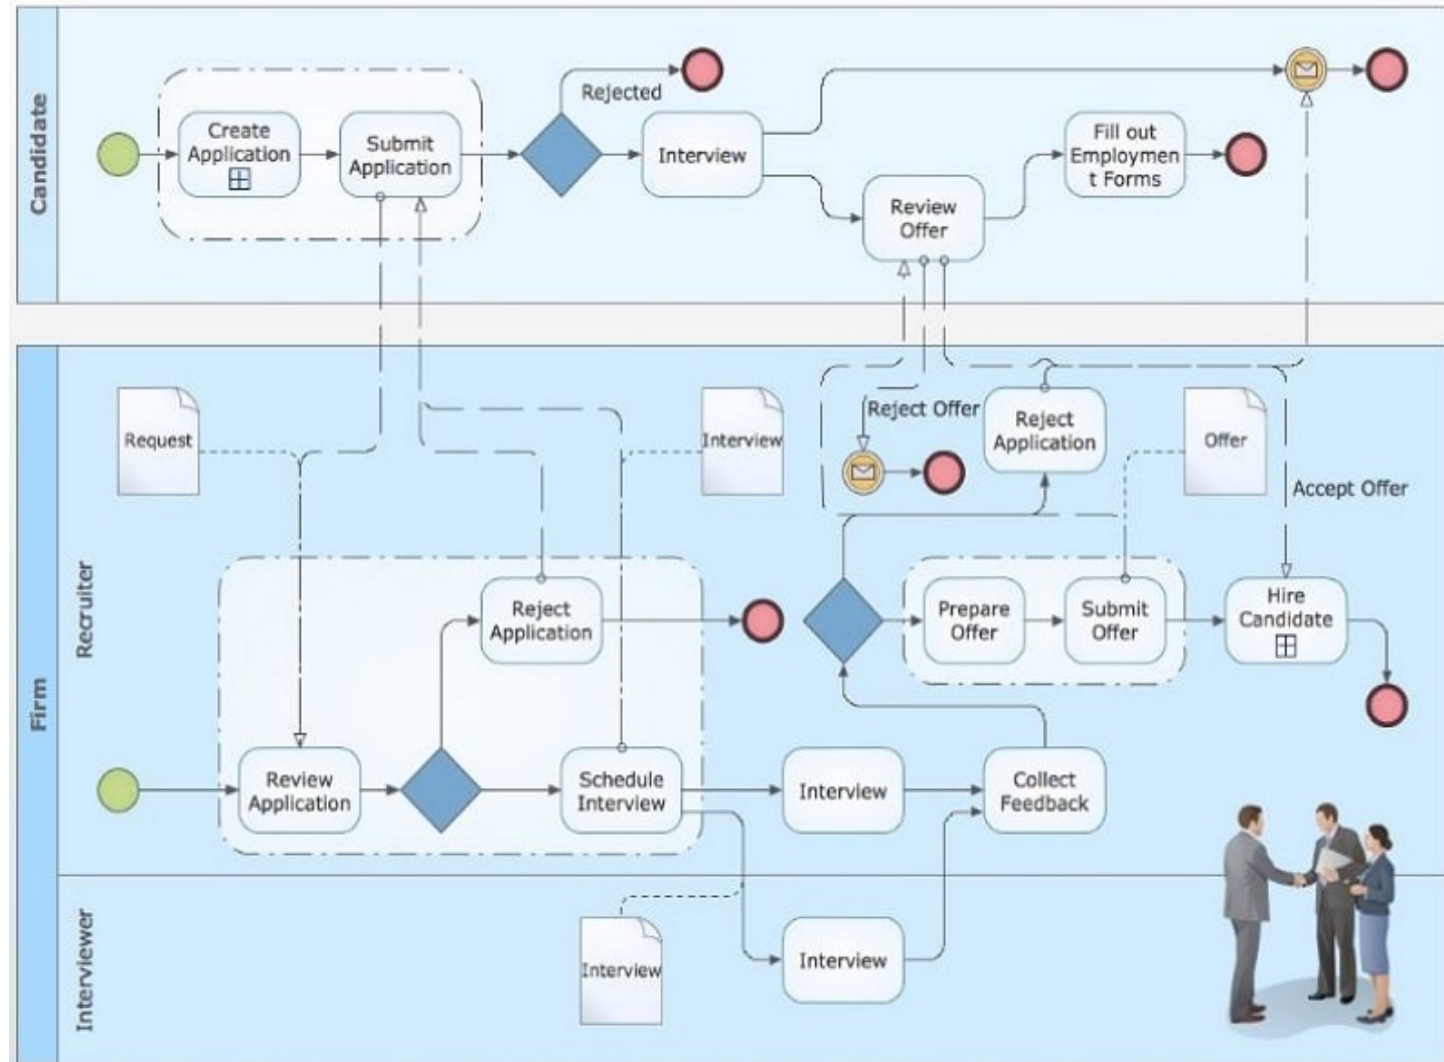 Candidate
Create
Application
Submit
Application
Rejected
Interview
Review
Offer
Fill out
Employmen
t Forms
Firm
Recruiter
Request
Interview
Reject Offer
Reject
Application
Offer
Accept Offer
Reject
Application
Prepare
Offer
Submit
Offer
Hire
Candidate
Review
Application
Schedule
Interview
Interview
Collect
Feedback
Interviewer
Interview
Interview